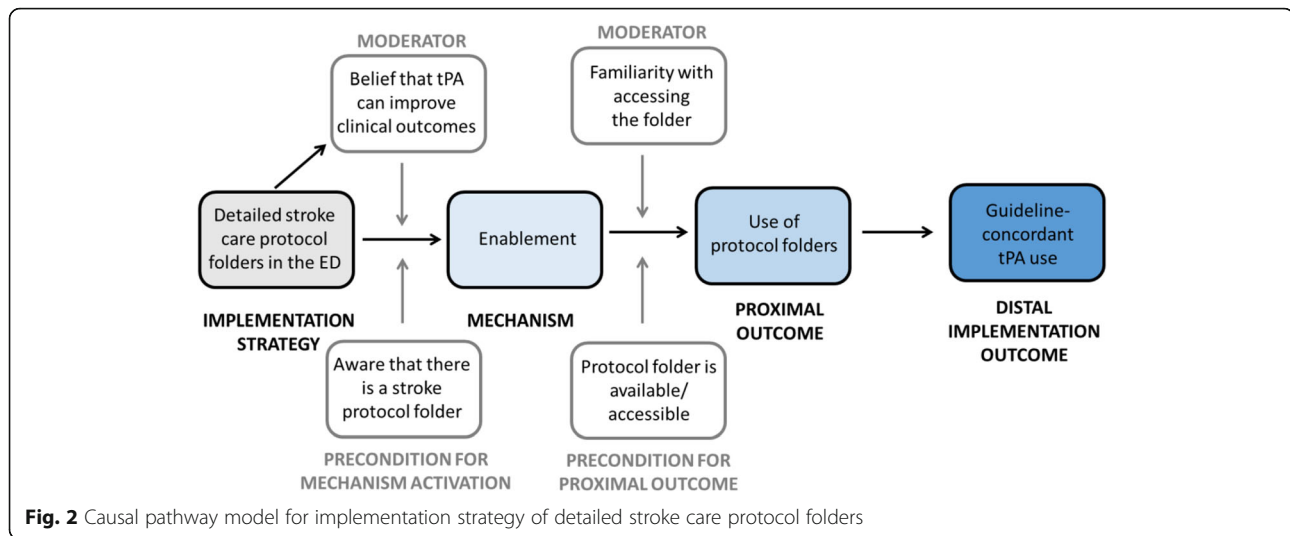 MODERATOR
Belief that tPA
can improve
clinical outcomes
MODERATOR
Familiarity with
accessing
the folder
Detailed stroke
care protocol
folders in the ED
IMPLEMENTATION
STRATEGY
Enablement
MECHANISM
Use of
protocol folders
PROXIMAL
OUTCOME
Guideline-
concordant
tPA use
DISTAL
IMPLEMENTATION
OUTCOME
Aware that there
is a stroke
protocol folder
PRECONDITION FOR
MECHANISM ACTIVATION
Protocol folder is
available/
accessible
PRECONDITION FOR
PROXIMAL OUTCOME
Fig. 2 Causal pathway model for implementation strategy of detailed stroke care protocol folders